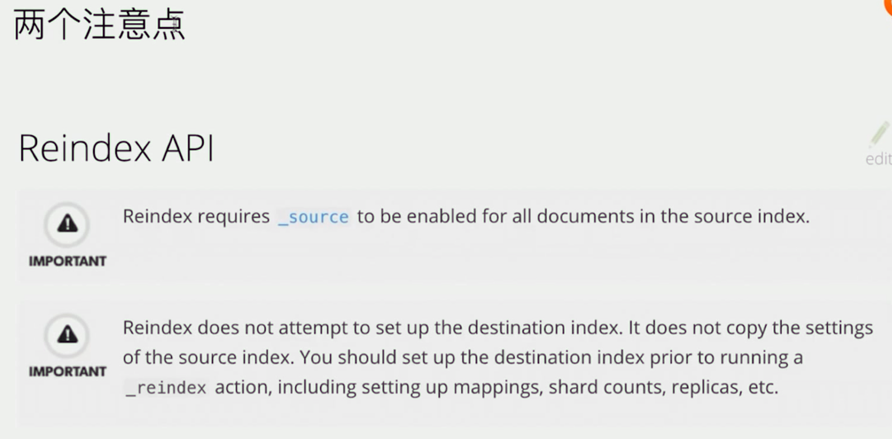 两个注意点
Reindex API
edit
Reindex requires _source to be enabled for all documents in the source index.
IMPORTANT
Reindex does not attempt to set up the destination index. It does not copy the settings
of the source index. You should set up the destination index prior to running a
IMPORTANT
_reindex action, including setting up mappings, shard counts, replicas, etc.